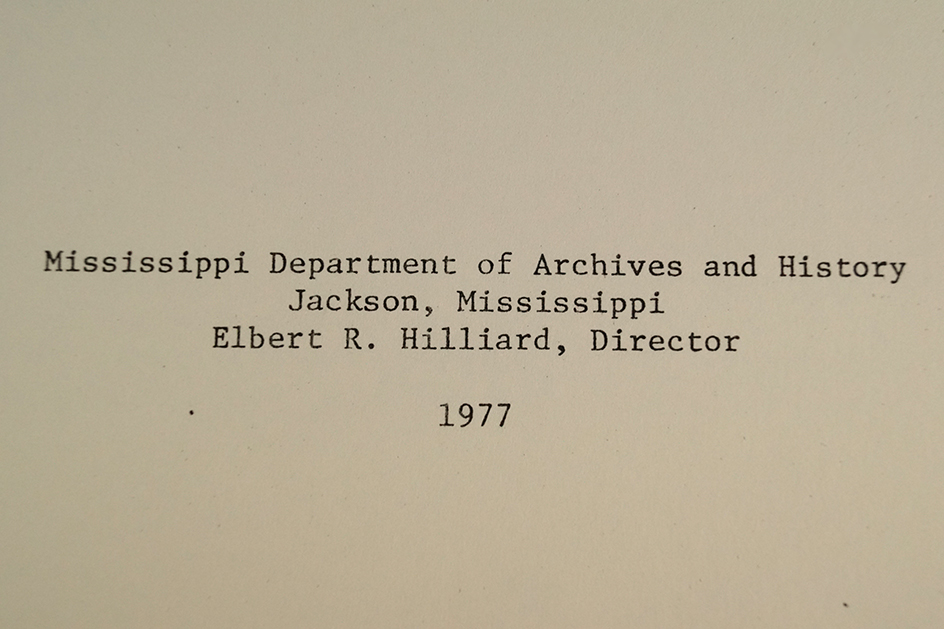 Mississippi Department of Archives and History
Jackson, Mississippi
Elbert R. Hilliard, Director
1977